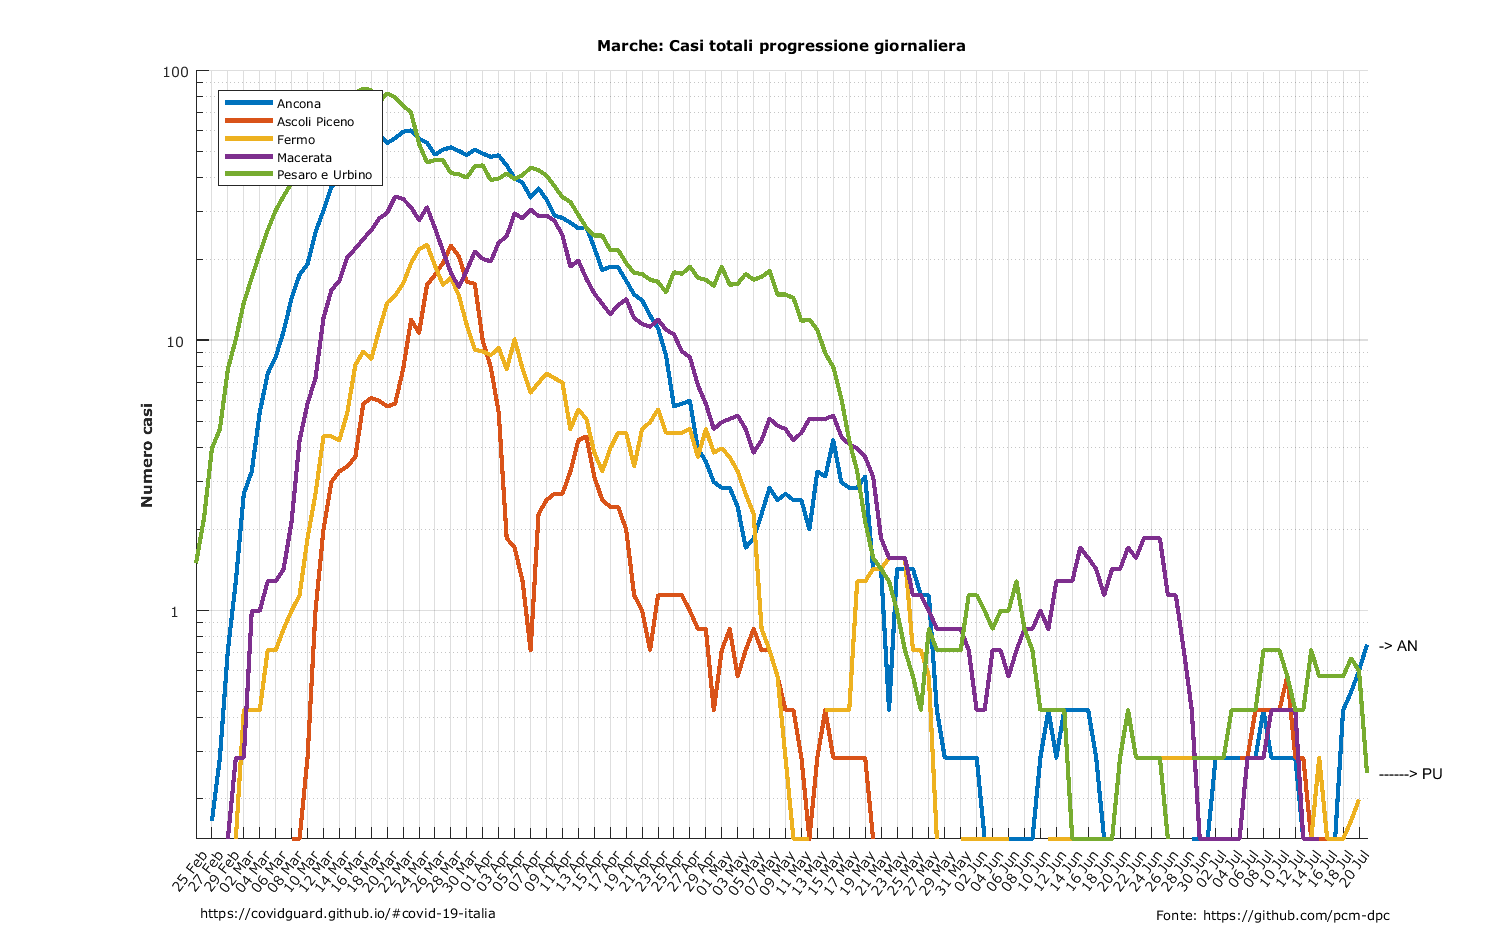 Marche: Casi totali progressione giornaliera
100
10
1
Numero casi
Ancona
Ascoli Piceno
Fermo
Macerata
Pesaro e Urbino
-> AN
------> PU
25 Feb
27 Feb
29 Feb
02 Mar
04 Mar
06 Mar
08 Mar
10 Mar
12 Mar
14 Mar
16 Mar
18 Mar
20 Mar
22 Mar
24 Mar
26 Mar
28 Mar
30 Mar
01 Apr
03 Apr
05 Apr
07 Apr
09 Apr
11 Apr
13 Apr
15 Apr
17 Apr
19 Apr
21 Apr
23 Apr
25 Apr
27 Apr
29 Apr
01 May
03 May
05 May
07 May
09 May
11 May
13 May
15 May
17 May
19 May
21 May
23 May
25 May
27 May
29 May
31 May
02 Jun
04 Jun
06 Jun
08 Jun
10 Jun
12 Jun
14 Jun
16 Jun
18 Jun
20 Jun
22 Jun
24 Jun
26 Jun
28 Jun
30 Jun
02 Jul
04 Jul
06 Jul
08 Jul
10 Jul
12 Jul
14 Jul
16 Jul
18 Jul
20 Jul
https://covidguard.github.io/#covid-19-italia
Fonte: https://github.com/pcm-dpc